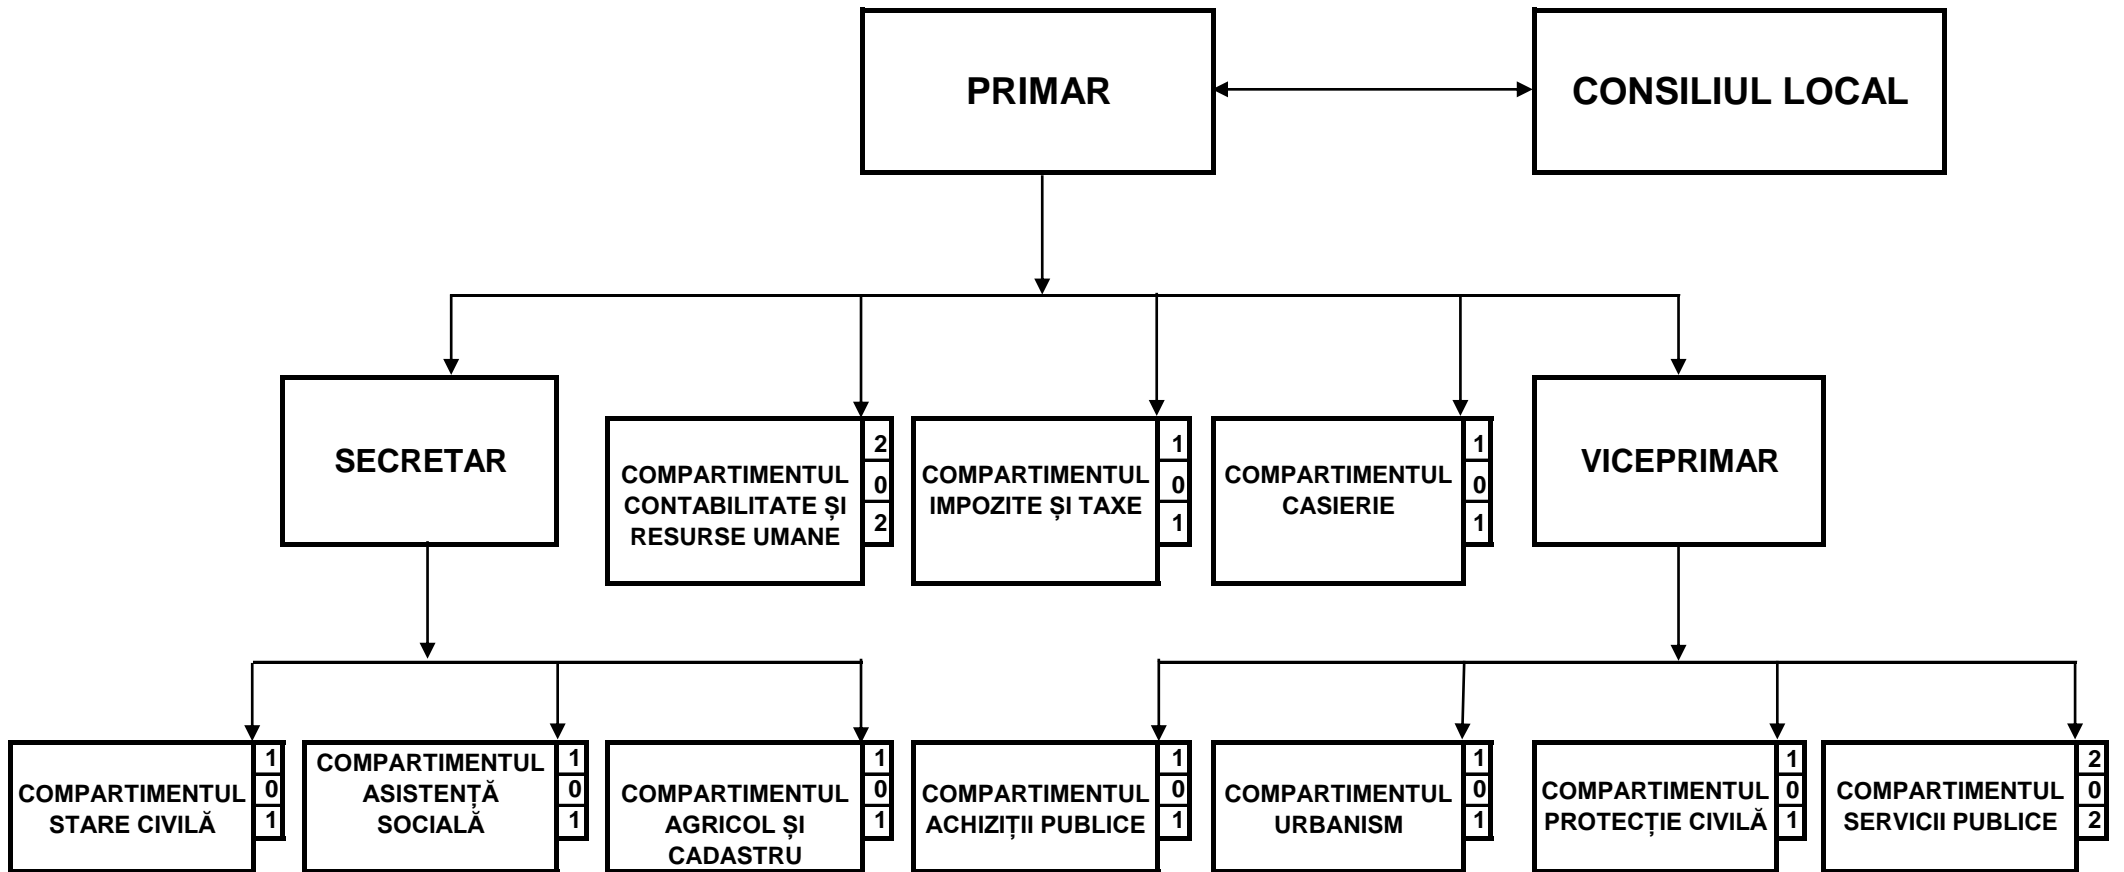 PRIMAR
CONSILIUL LOCAL
SECRETAR
COMPARTIMENTUL
CONTABILITATE ȘI
RESURSE UMANE
2
0
2
COMPARTIMENTUL
IMPOZITE ȘI TAXE
1
0
1
COMPARTIMENTUL
CASIERIE
1
0
1
VICEPRIMAR
COMPARTIMENTUL
STARE CIVILĂ
1
0
1
COMPARTIMENTUL
ASISTENȚĂ
SOCIALĂ
1
0
1
COMPARTIMENTUL
AGRICOL ȘI
CADASTRU
1
0
1
COMPARTIMENTUL
ACHIZIȚII PUBLICE
1
0
1
COMPARTIMENTUL
URBANISM
1
0
1
COMPARTIMENTUL
PROTECȚIE CIVILĂ
1
0
1
COMPARTIMENTUL
SERVICII PUBLICE
2
0
2